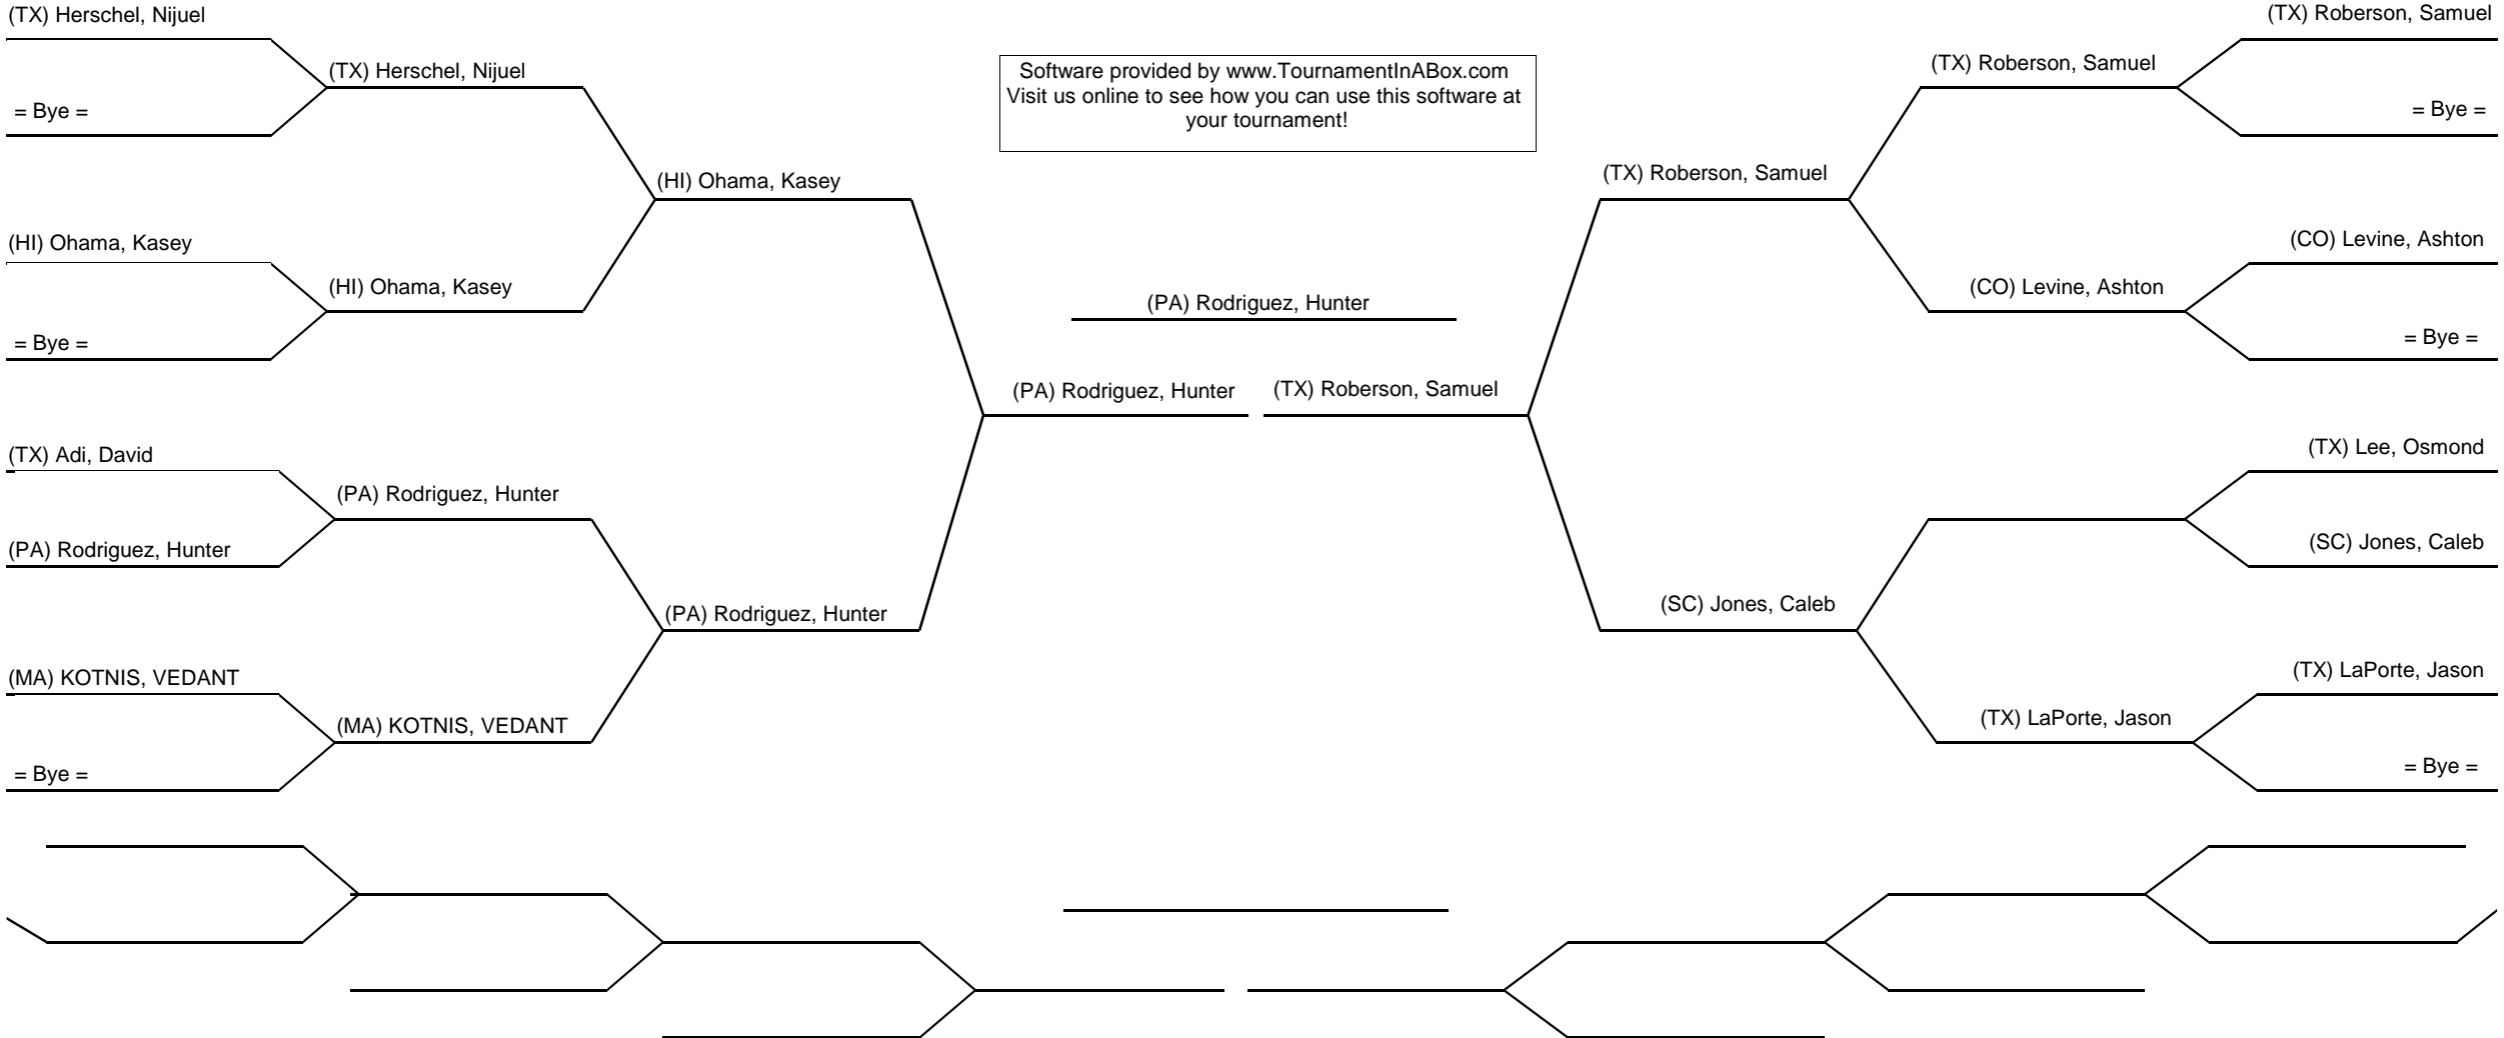 (TX) Herschel, Nijuel
(TX) Herschel, Nijuel
= Bye =
(HI) Ohama, Kasey
(HI) Ohama, Kasey
(HI) Ohama, Kasey
= Bye =
(TX) Adi, David
(PA) Rodriguez, Hunter
(PA) Rodriguez, Hunter
(PA) Rodriguez, Hunter
(MA) KOTNIS, VEDANT
(MA) KOTNIS, VEDANT
= Bye =
Software provided by www.TournamentInABox.com
Visit us online to see how you can use this software at
your tournament!
(PA) Rodriguez, Hunter
(PA) Rodriguez, Hunter
(TX) Roberson, Samuel
(TX) Roberson, Samuel
(TX) Roberson, Samuel
(TX) Roberson, Samuel
= Bye =
(CO) Levine, Ashton
(CO) Levine, Ashton
= Bye =
(TX) Lee, Osmond
(SC) Jones, Caleb
(SC) Jones, Caleb
(TX) LaPorte, Jason
(TX) LaPorte, Jason
= Bye =